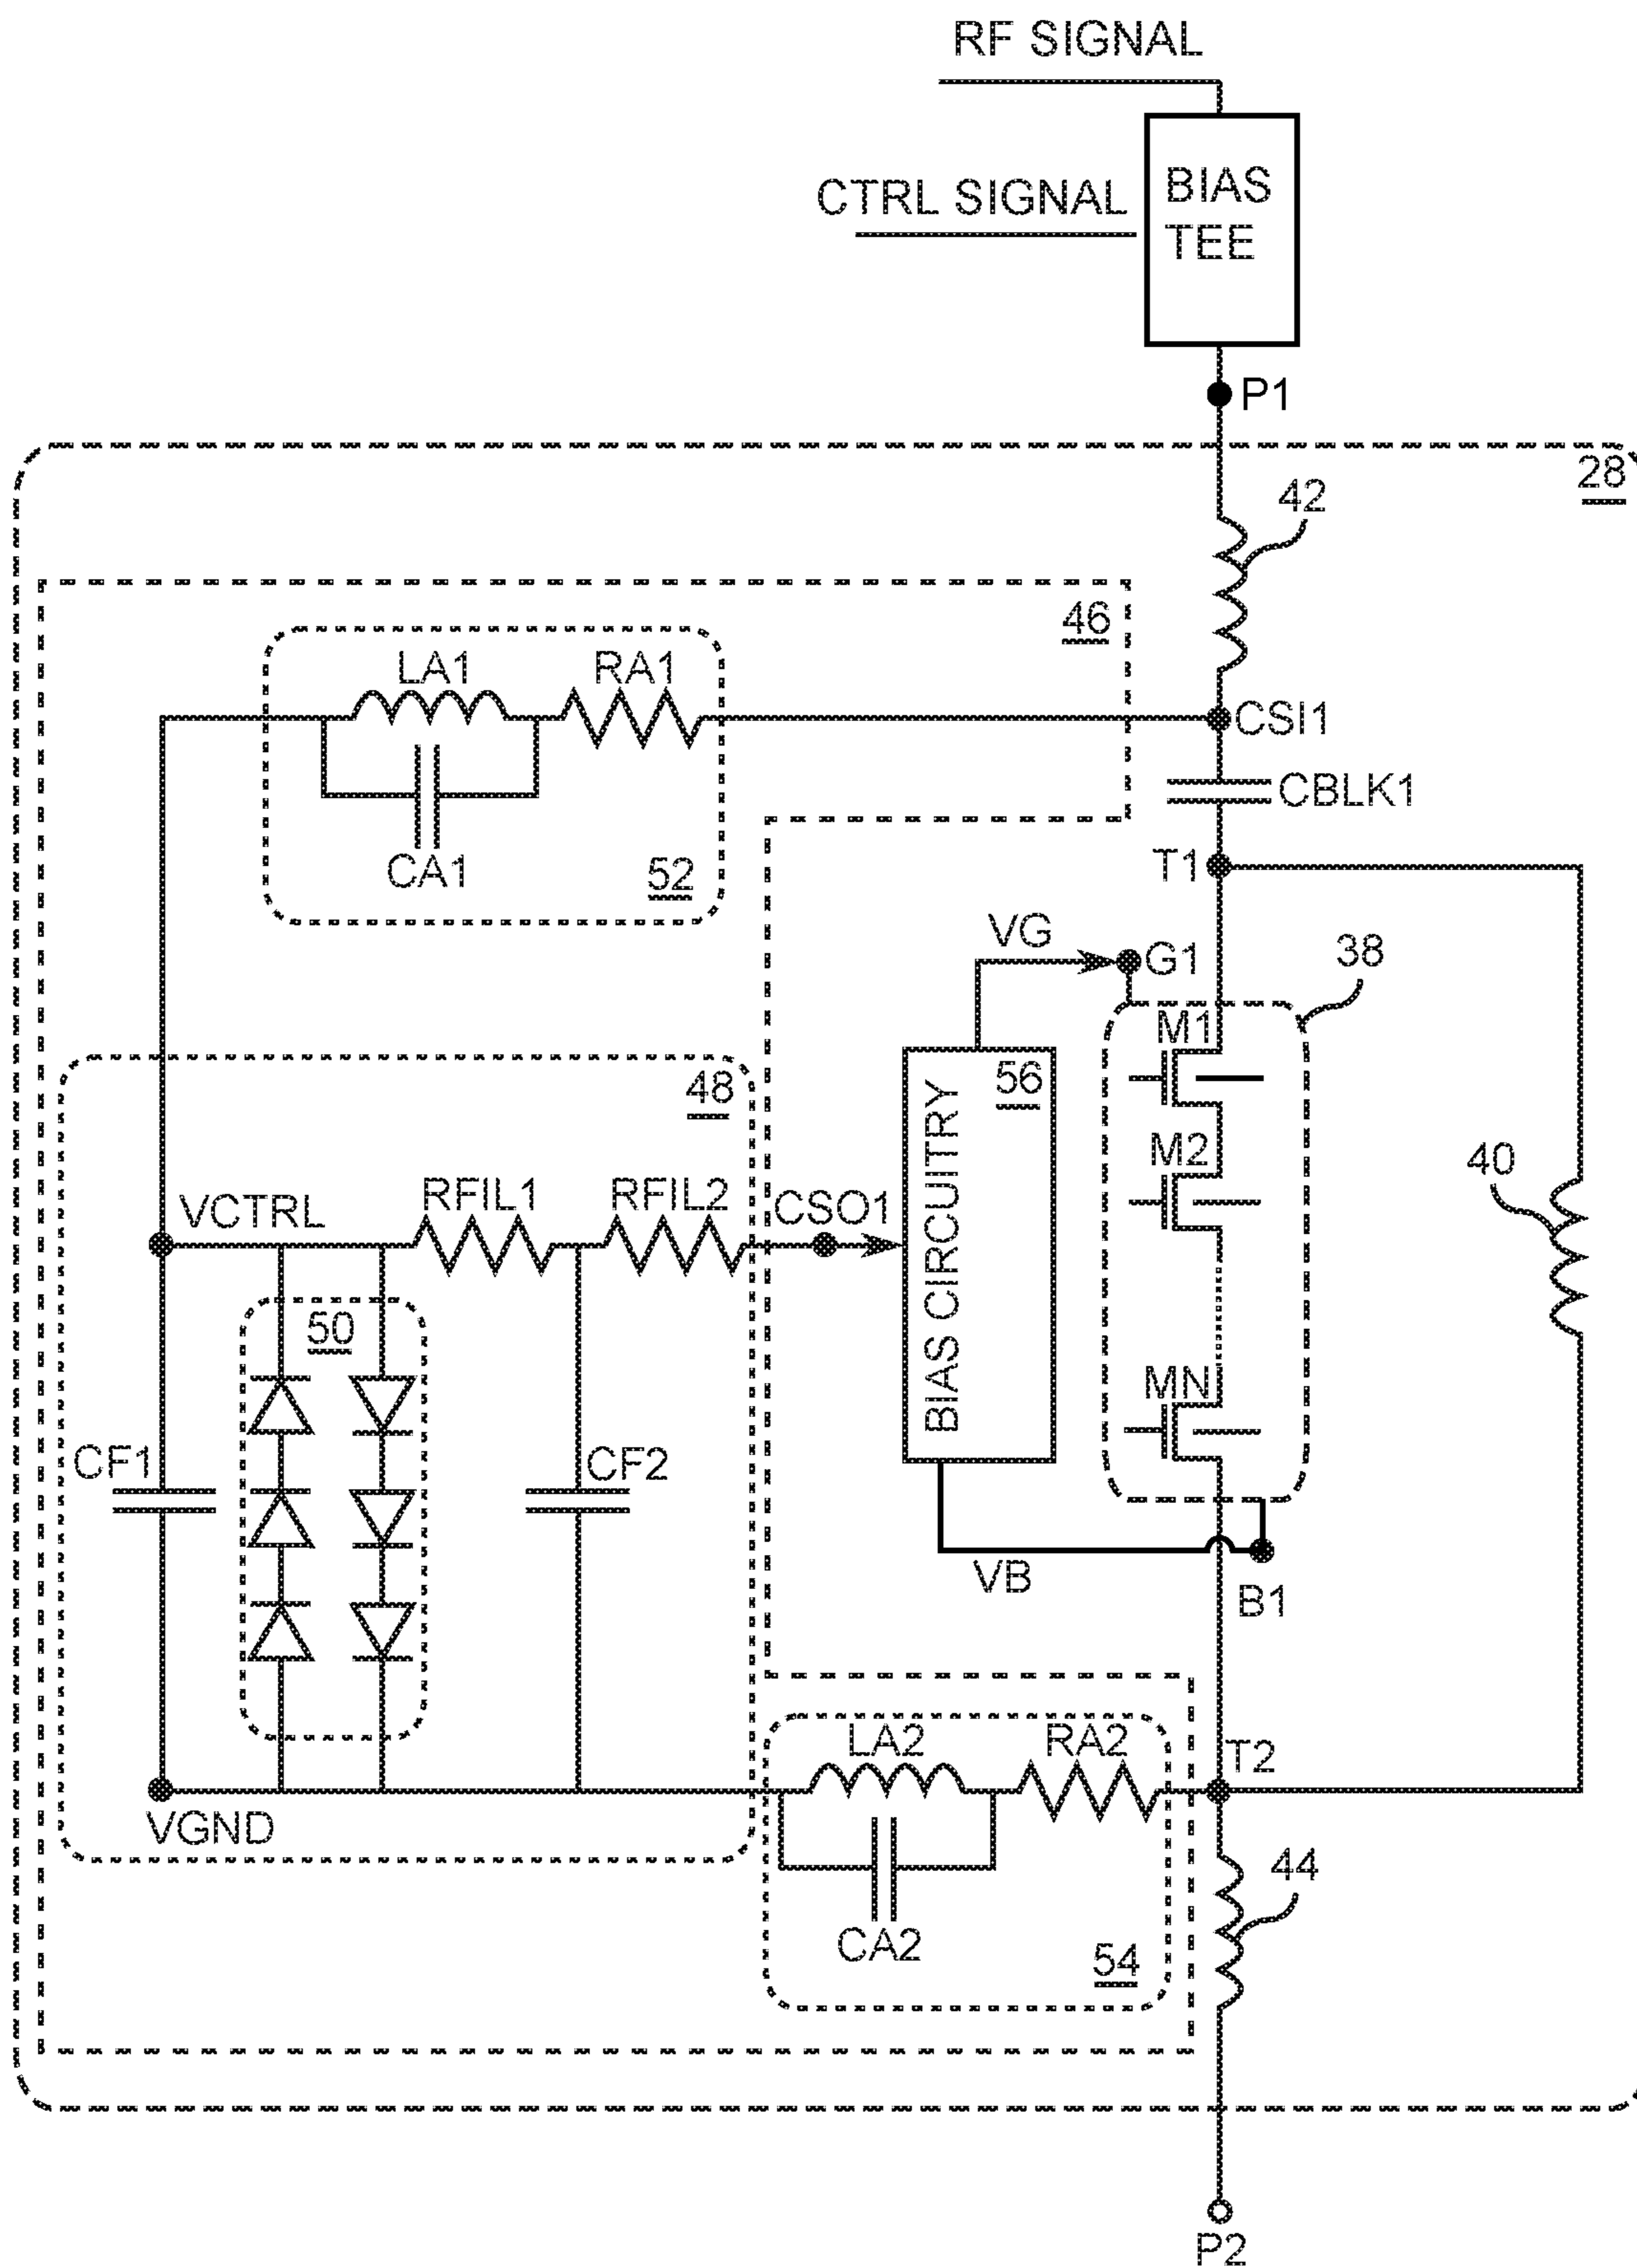 RF SIGNAL
CTRL SIGNAL
BIAS
TEE
P1
28
42
46
LA1
RA1
CSI1
CBLK1
CA1
52
T1
VG
G1
38
M1
48
56
M2
40
VCTRL
RFIL1
RFIL2
CSO1
BIAS CIRCUITRY
50
MN
CF1
CF2
VB
B1
LA2
RA2
T2
VGND
44
CA2
54
P2